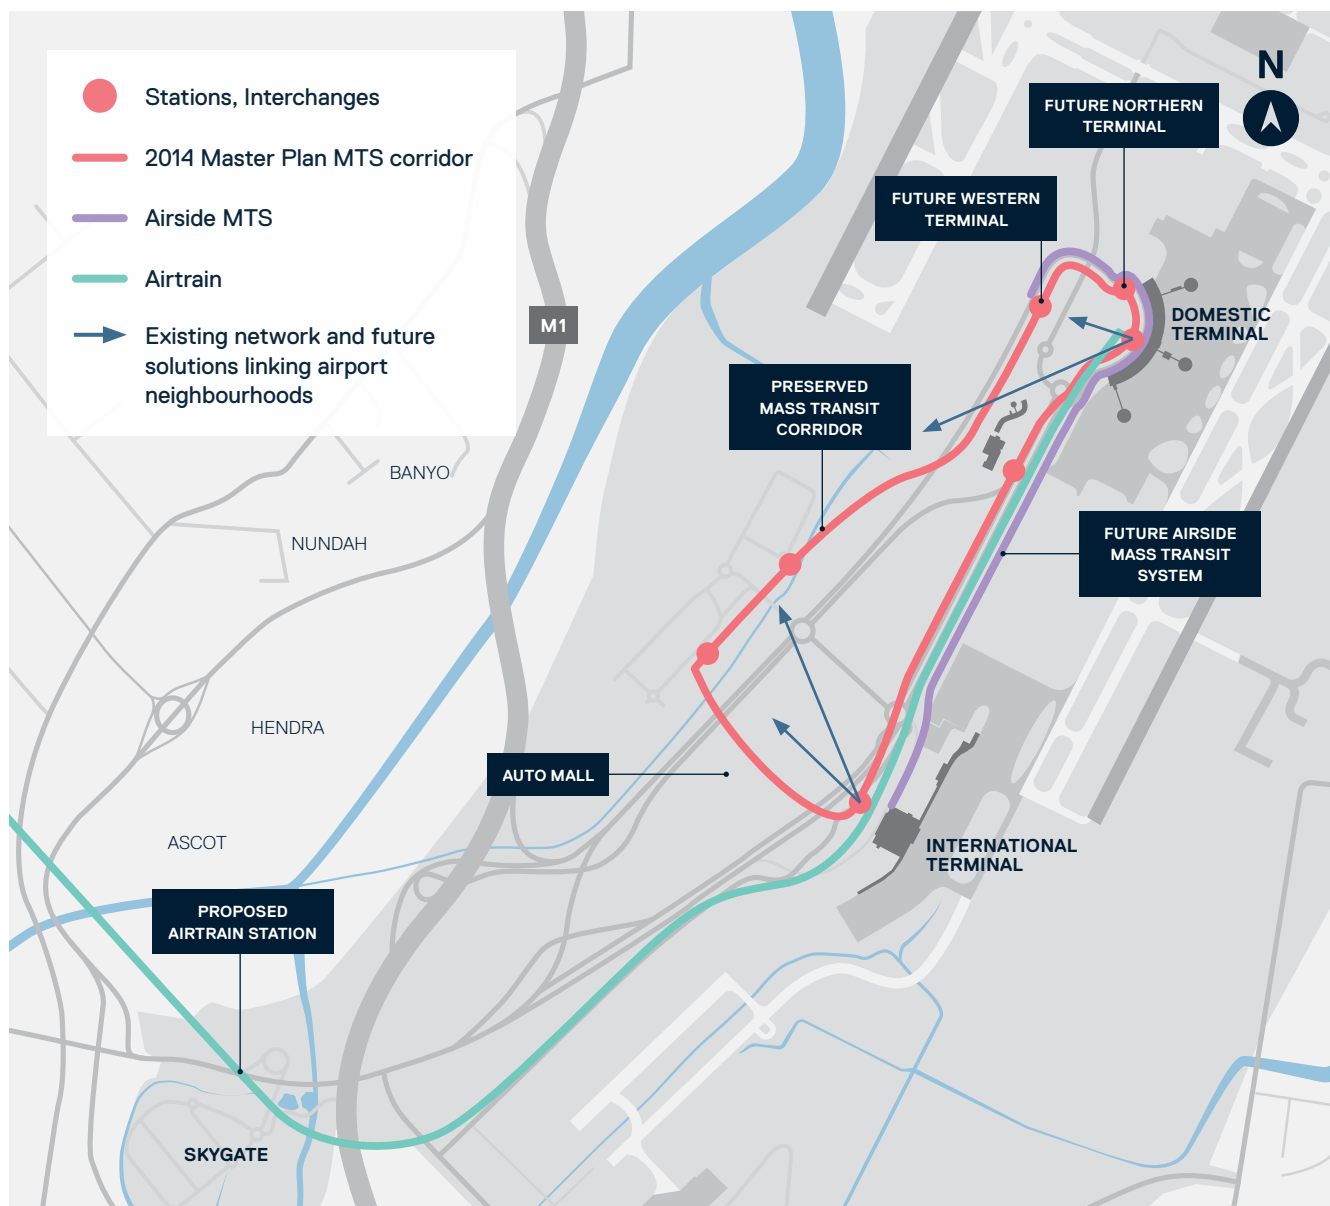 Stations, Interchanges
2014 Master Plan MTS corridor
Airside MTS
Airtrain
Existing network and future
solutions linking airport
neighbourhoods
N
FUTURE NORTHERN
TERMINAL
FUTURE WESTERN
TERMINAL
M1
DOMESTIC
TERMINAL
PRESERVED
MASS TRANSIT
CORRIDOR
BANYO
NUNDAH
FUTURE AIRSIDE
MASS TRANSIT
SYSTEM
HENDRA
AUTO MALL
ASCOT
INTERNATIONAL
TERMINAL
PROPOSED
AIRTRAIN STATION
SKYGATE